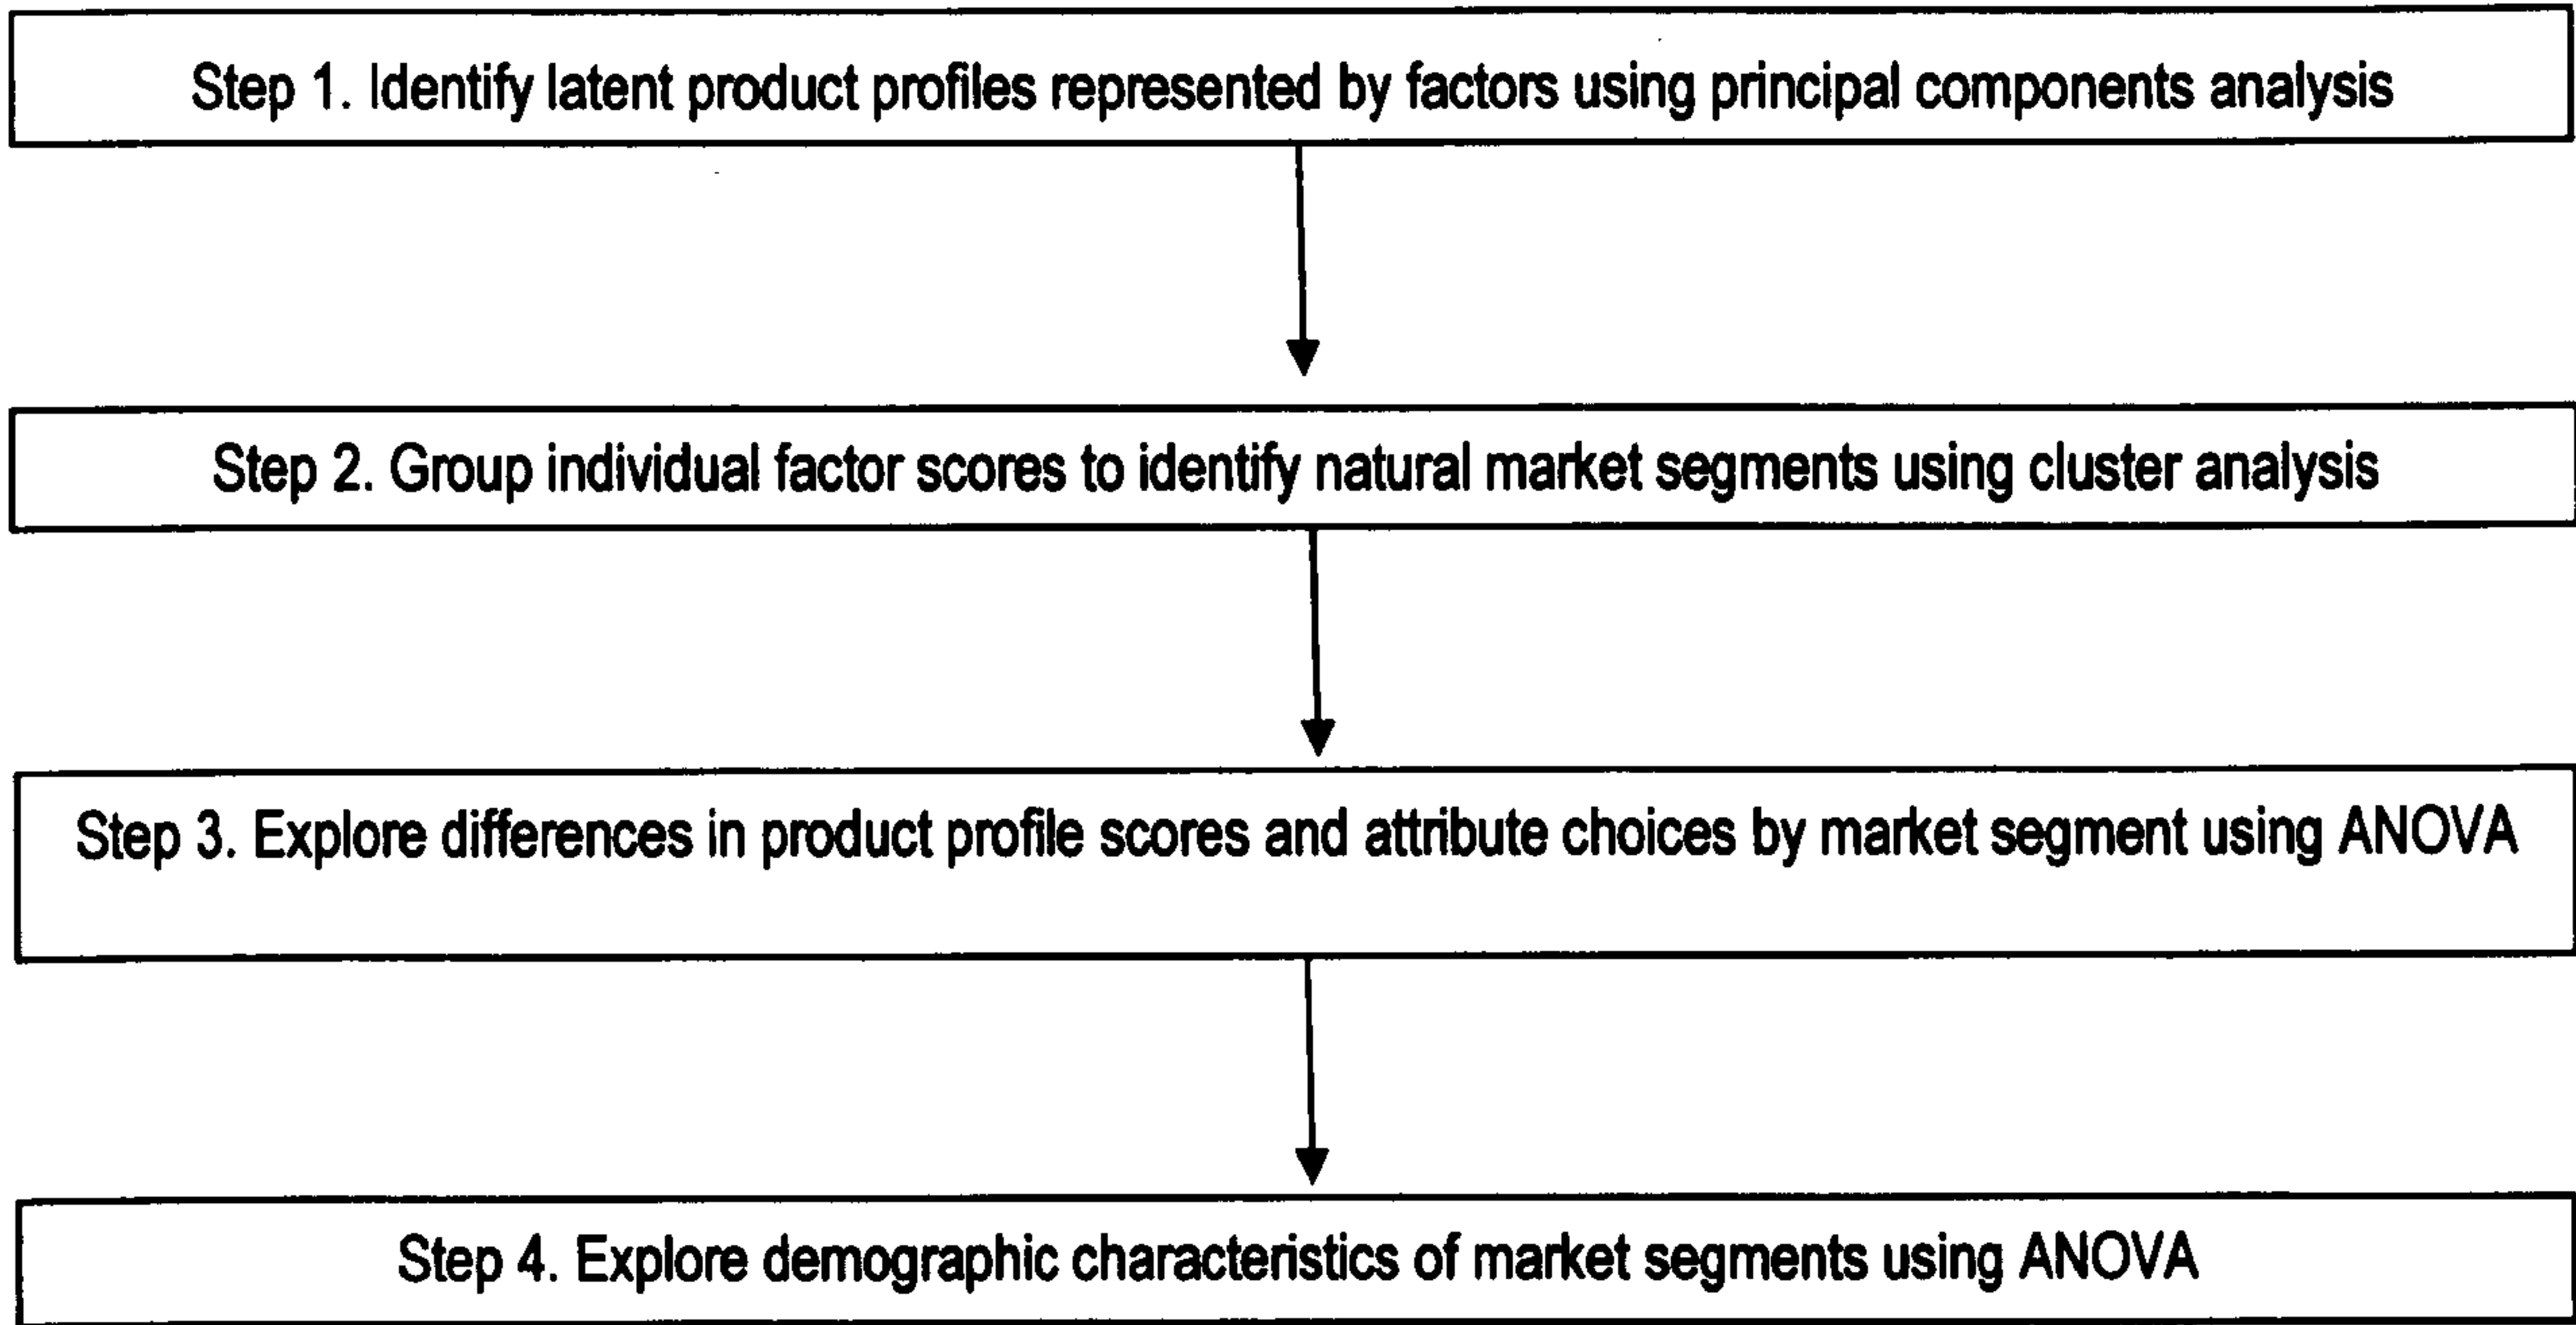 Step 1. Identify latent product profiles represented by factors using principal components analysis
Step 2. Group individual factor scores to identify natural market segments using cluster analysis
Step 3. Explore differences in product profile scores and attribute choices by market segment using ANOVA
Step 4. Explore demographic characteristics of market segments using ANOVA